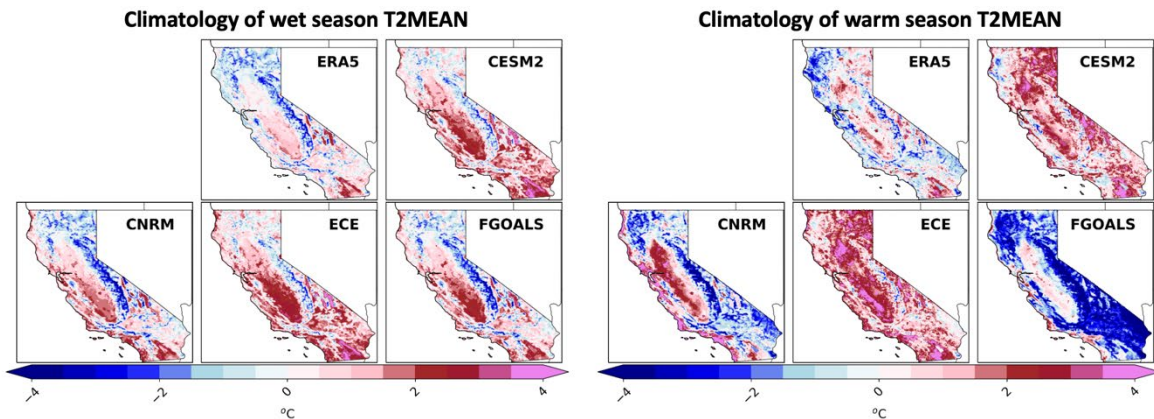 Climatology of wet season T2MEAN
ERA5
CESM2
CNRM
ECE
FGOALS
−4
−2
0
2
4
°C
Climatology of warm season T2MEAN
ERA5
CESM2
CNRM
ECE
FGOALS
−4
−2
0
2
4
°C